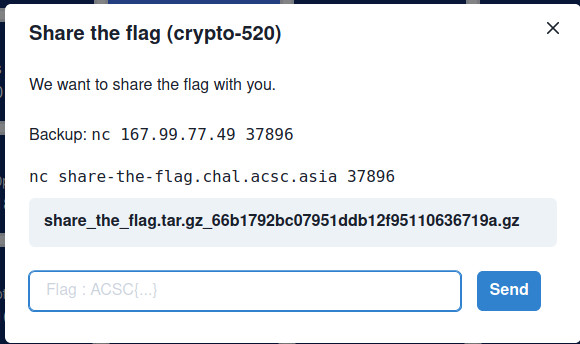 Share the flag (crypto-520)
We want to share the flag with you.
Backup: nc 167.99.77.49 37896
nc share-the-flag.chal.acsc.asia 37896
share_the_flag.tar.gz_66b1792bc07951ddb12f95110636719a.gz
Flag : ACSC{...}
Send